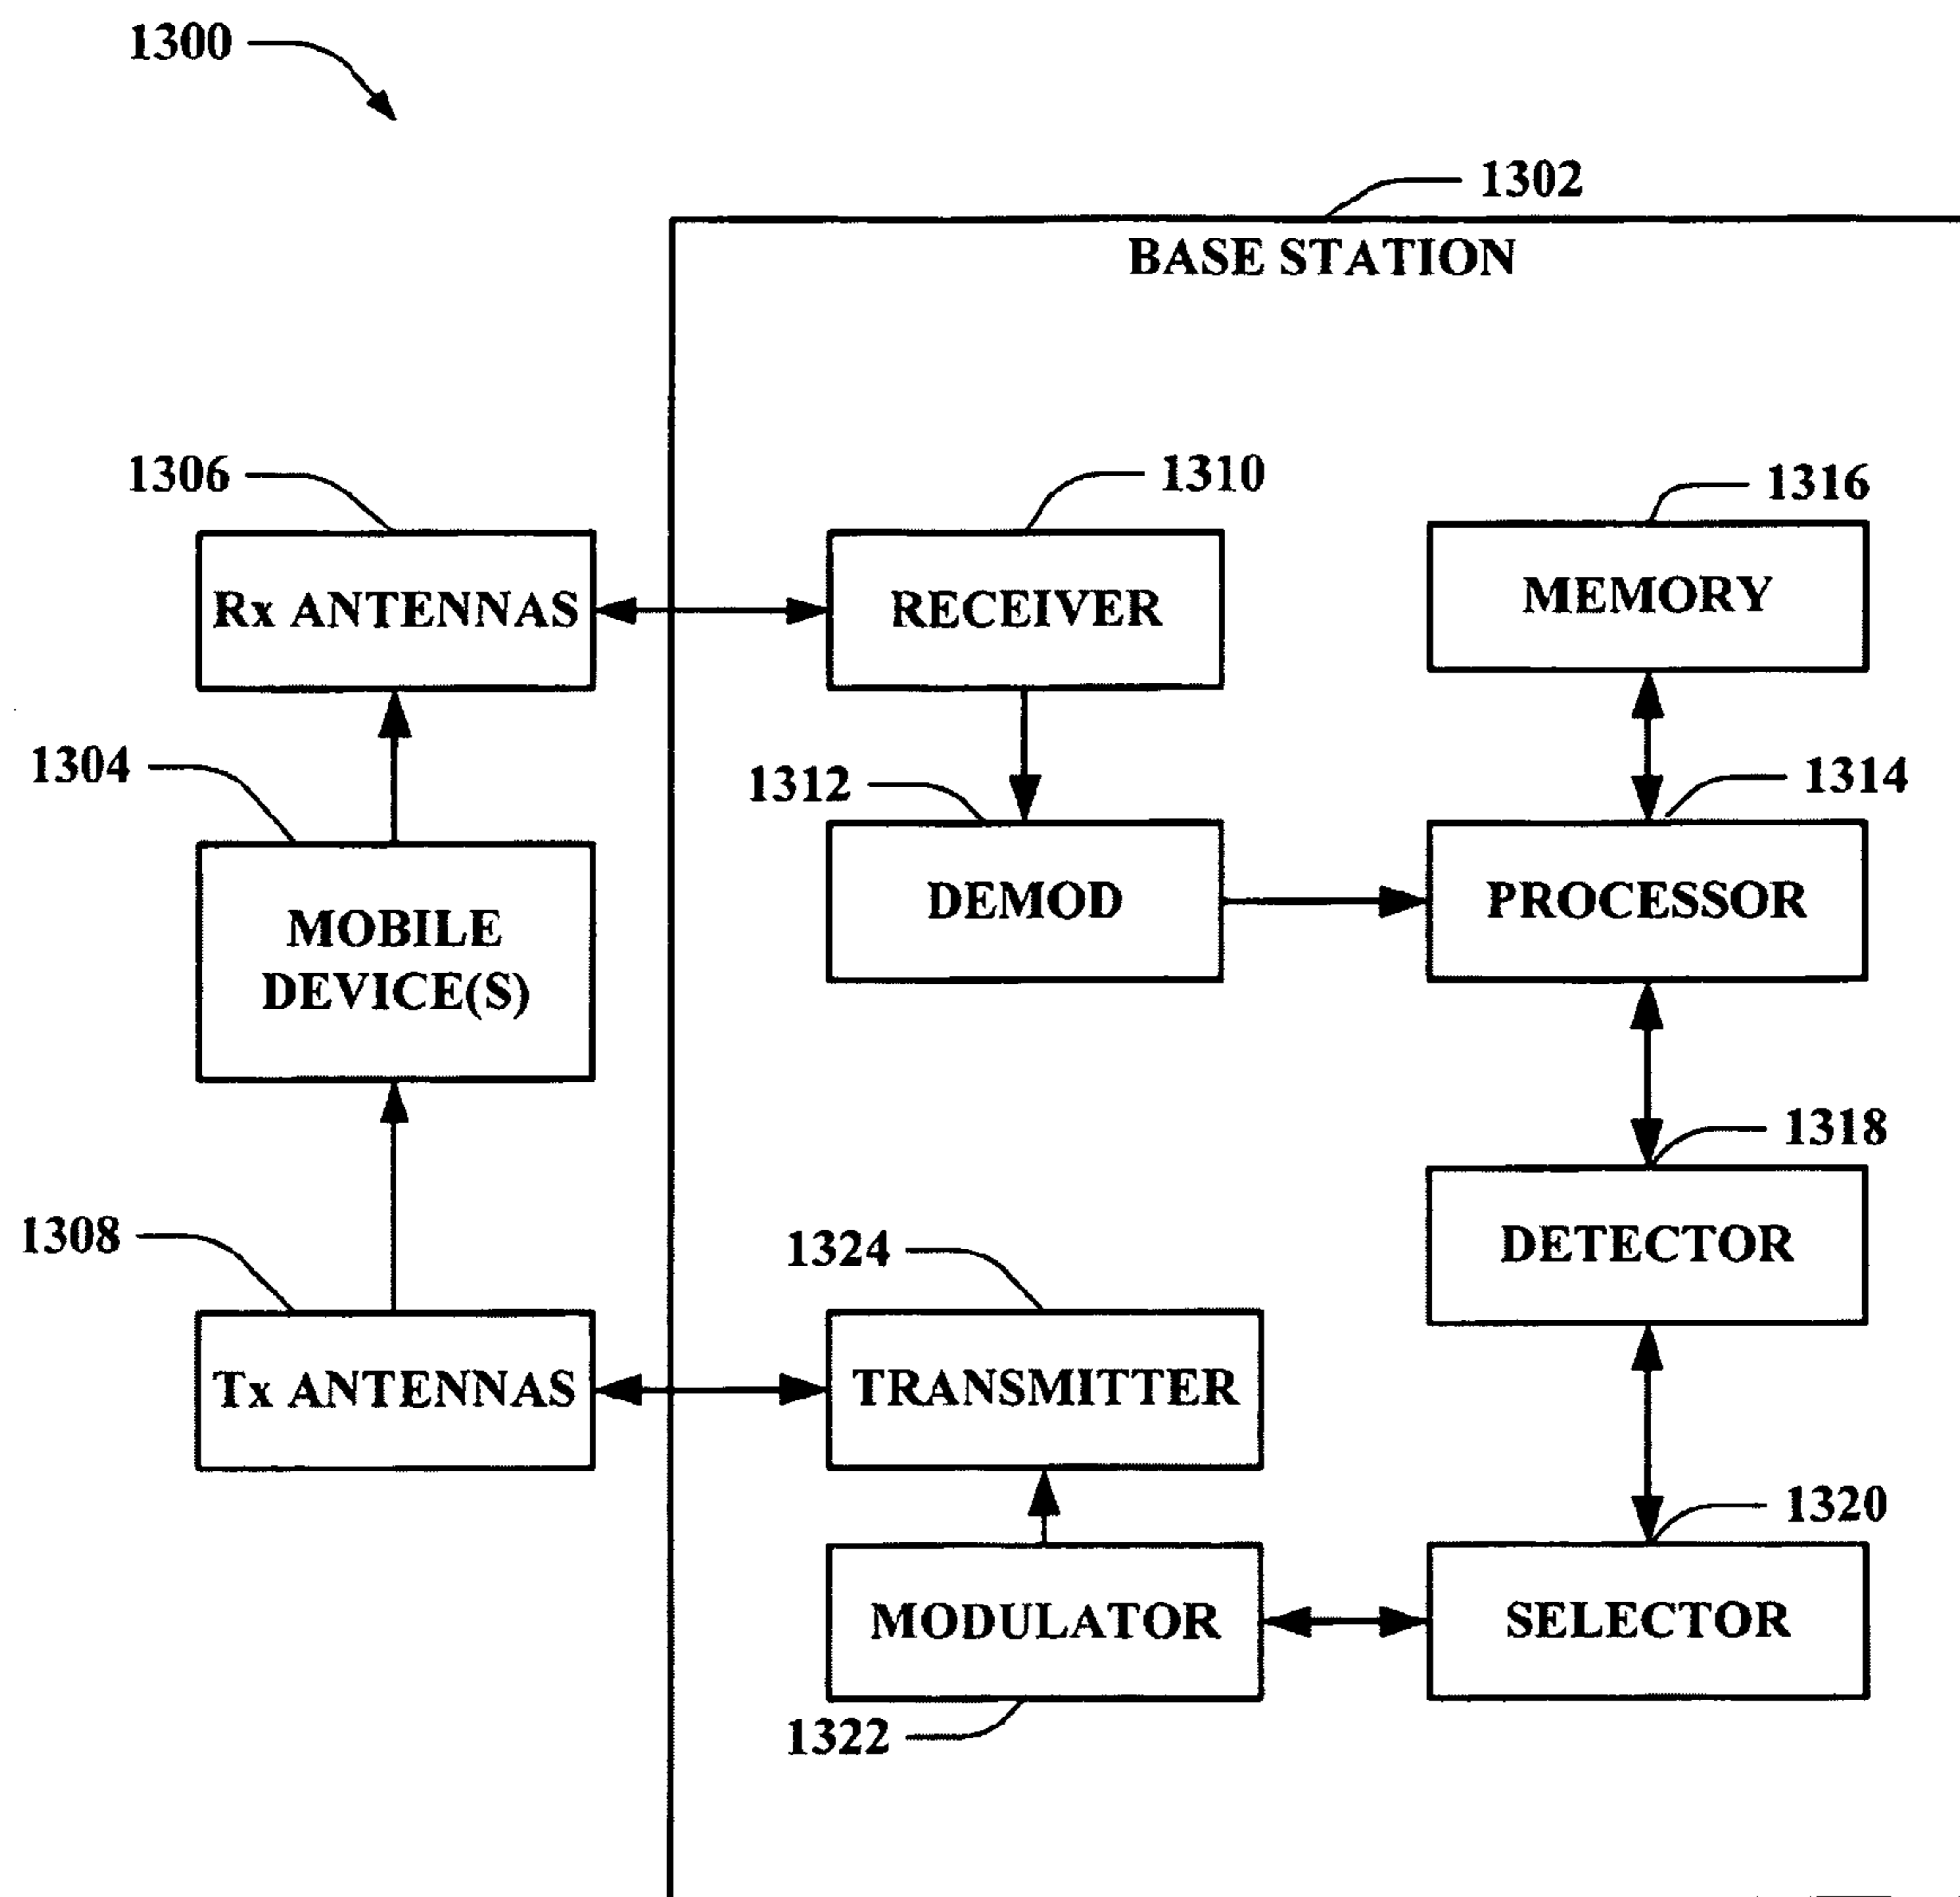 1300
1302
BASE STATION
1306
1310
1316
Rx ANTENNAS
RECEIVER
MEMORY
1304
1312
1314
MOBILE
DEVICE(S)
DEMOD
PROCESSOR
1318
1308
1324
DETECTOR
Tx ANTENNAS
TRANSMITTER
1320
MODULATOR
SELECTOR
1322